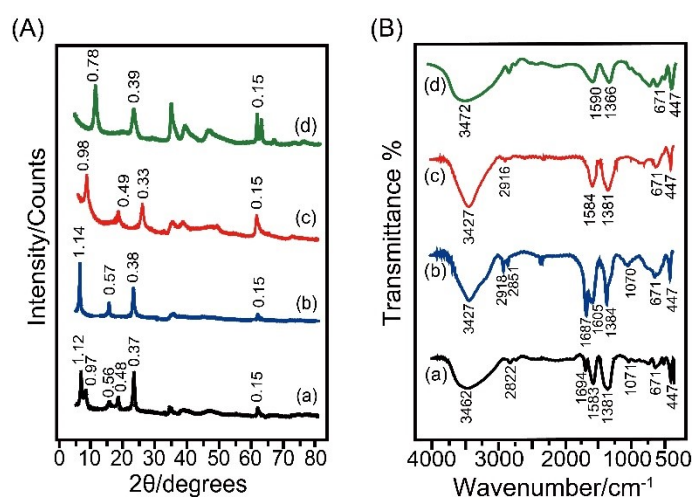 (A)
Intensity/Counts
0.78
0.39
0.15
(d)
0.98
0.49
0.33
0.15
(c)
1.14
0.57
0.38
0.15
(b)
1.12
0.97
0.56
0.48
0.37
0.15
(a)
0 10 20 30 40 50 60 70 80
2θ/degrees
(B)
Transmittance %
(d)
3472
1590
1366
671
447
(c)
3427
2916
1584
1381
671
447
(b)
3427
2918
2851
1687
1605
1384
1070
671
447
(a)
3462
2822
1694
1583
1381
1071
671
447
4000 3000 2000 1000 500
Wavenumber/cm-1